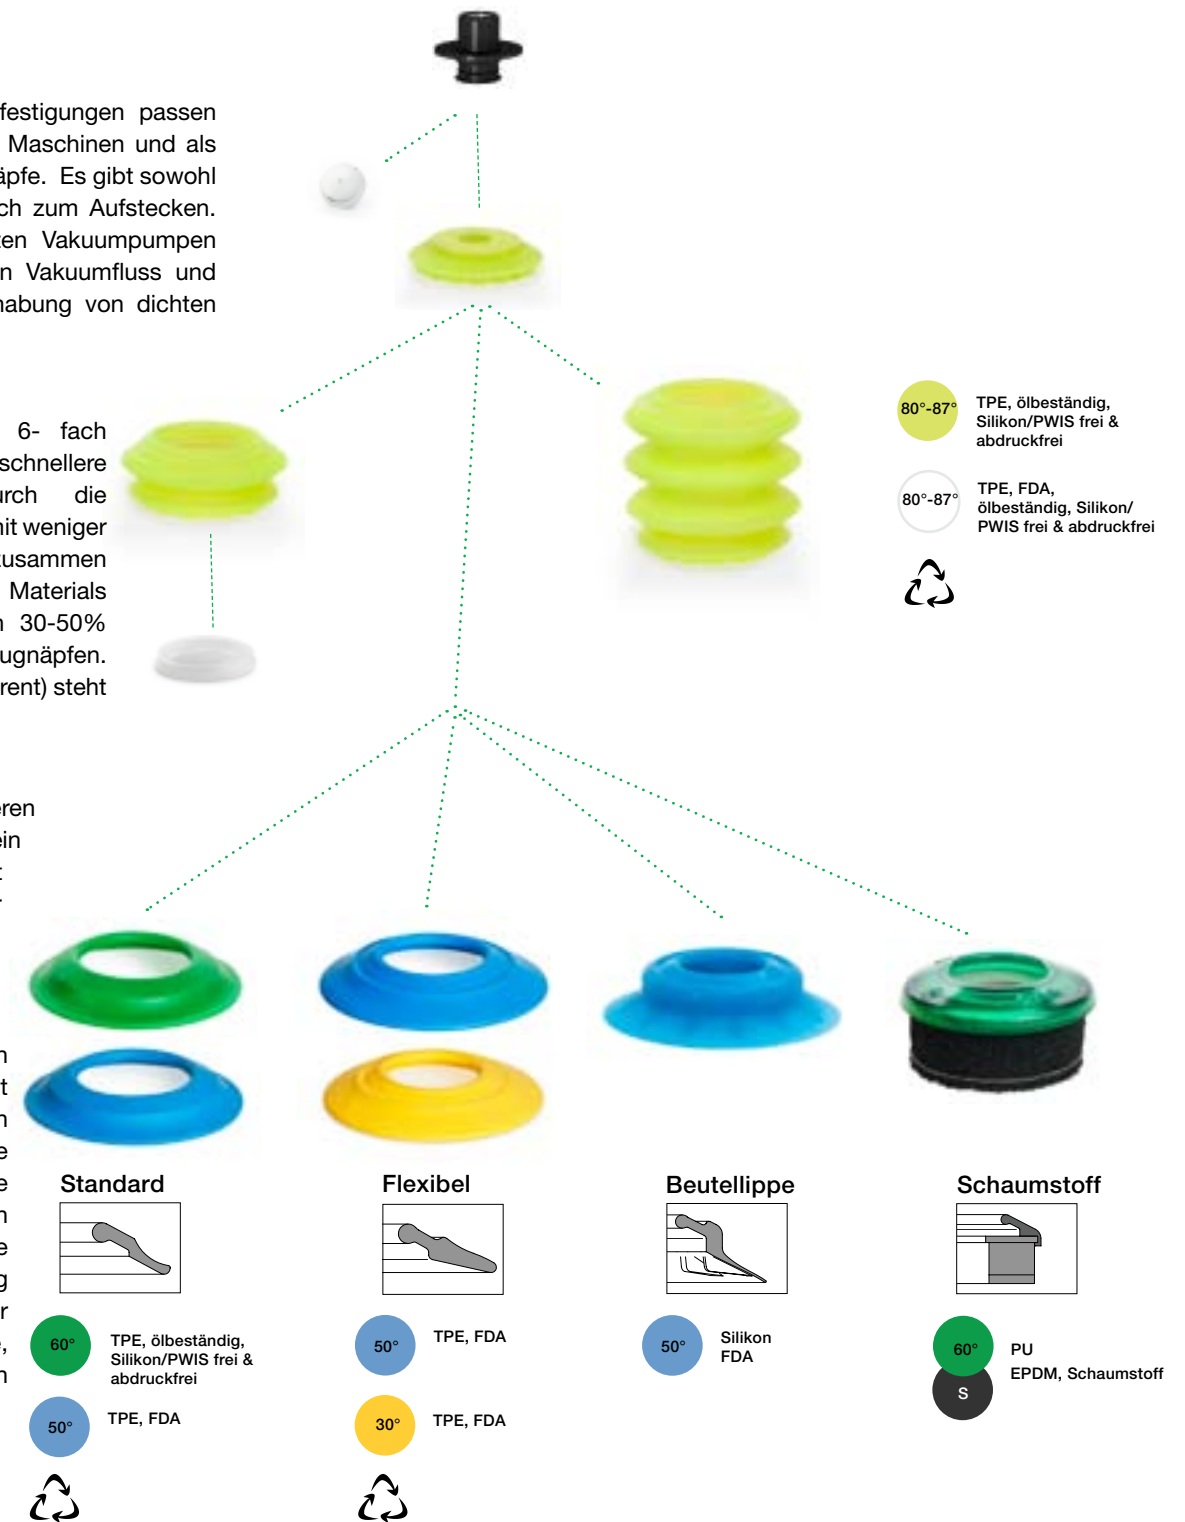 festigungen passen
Maschinen und als
äpfe. Es gibt sowohl
ch zum Aufstecken.
ten Vakuumpumpen
n Vakuumfluss und
habung von dichten
6- fach
schnellere
urch die
mit weniger
zusammen
Materials
n 30-50%
ugnäpfen.
rent) steht
80°-87°
TPE, ölbeständig,
Silikon/PWIS frei &
abdruckfrei
80°-87°
TPE, FDA,
ölbeständig, Silikon/
PWIS frei & abdruckfrei
eren
ein
t
n
t
n
e
e
n
e
g
r
,
n
Standard
60°
TPE, ölbeständig,
Silikon/PWIS frei &
abdruckfrei
50°
TPE, FDA
Flexibel
50°
TPE, FDA
30°
TPE, FDA
Beutellippe
50°
Silikon
FDA
Schaumstoff
60°
PU
S
EPDM, Schaumstoff